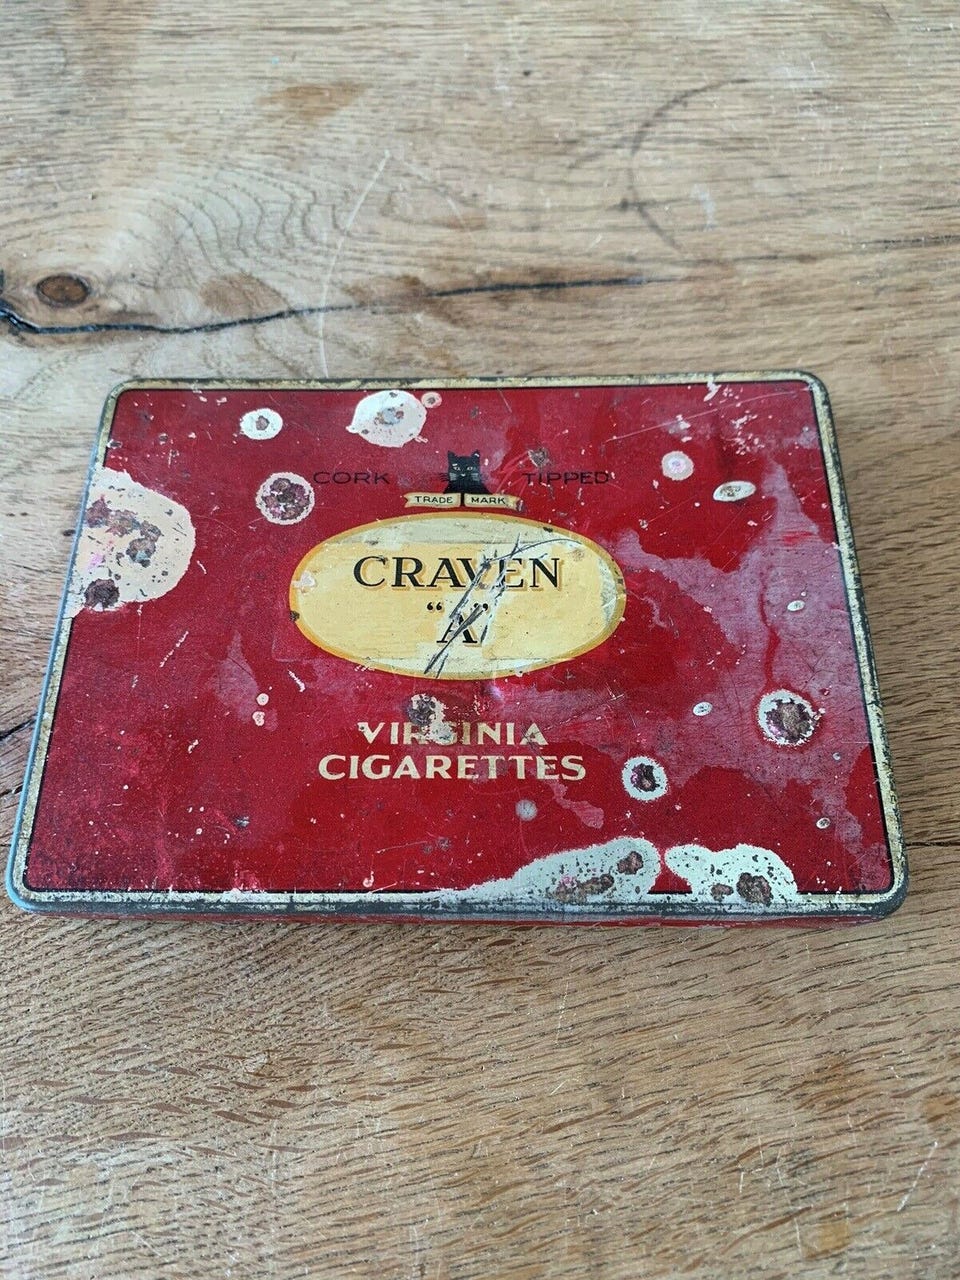 CORK TIPPED
TRADE MARK
CRAVEN
"A"
VIRGINIA
CIGARETTES